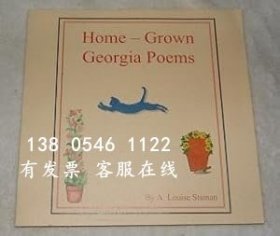 Home – Grown
Georgia Poems
138 0546 1122
有发票 客服在线
By A. Louise Staman